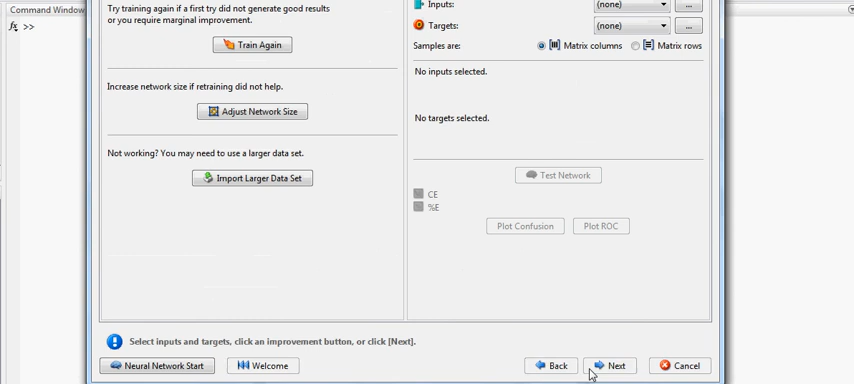 Command Window
fx >>
Try training again if a first try did not generate good results
or you require marginal improvement.
Train Again
Increase network size if retraining did not help.
Adjust Network Size
Not working? You may need to use a larger data set.
Import Larger Data Set
Inputs: (none) ...
Targets: (none) ...
Samples are: Matrix columns Matrix rows
No inputs selected.
No targets selected.
Test Network
CE
%E
Plot Confusion Plot ROC
Select inputs and targets, click an improvement button, or click [Next].
Neural Network Start Welcome Back Next Cancel